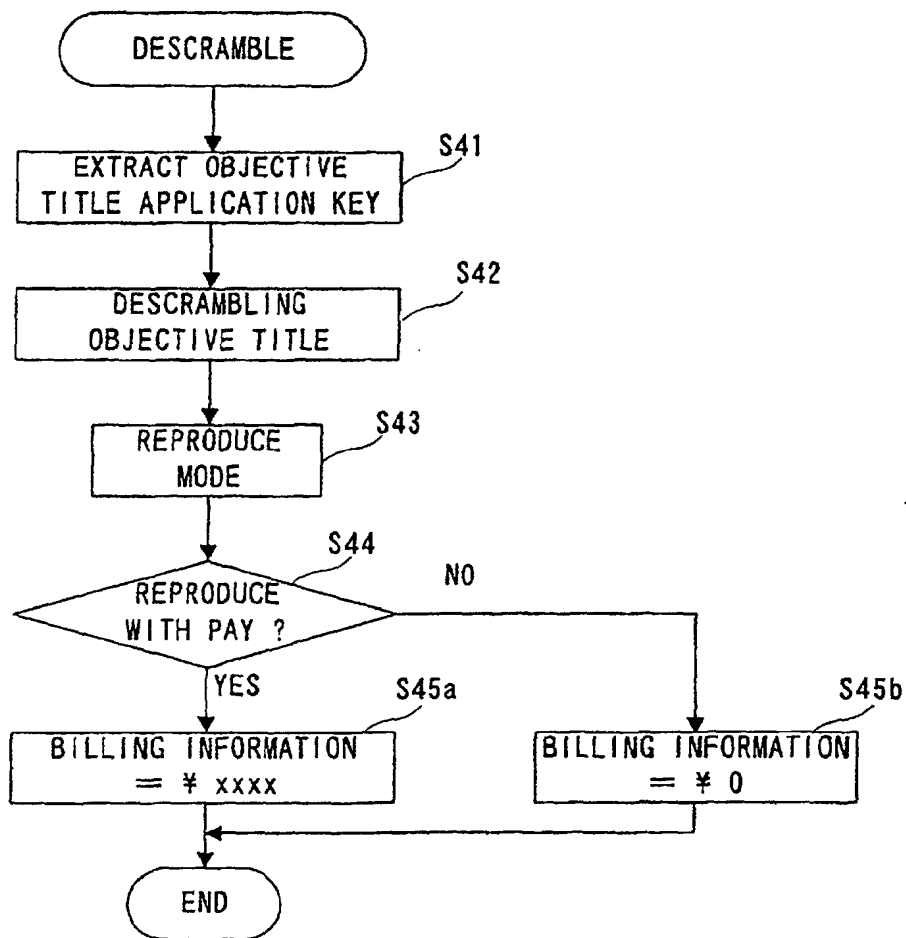 DESCRAMBLE
S41
EXTRACT OBJECTIVE
TITLE APPLICATION KEY
S42
DESCRAMBLING
OBJECTIVE TITLE
S43
REPRODUCE
MODE
S44
REPRODUCE
WITH PAY ?
NO
YES
S45a
BILLING INFORMATION
= ¥ xxxx
S45b
BILLING INFORMATION
= ¥ 0
END